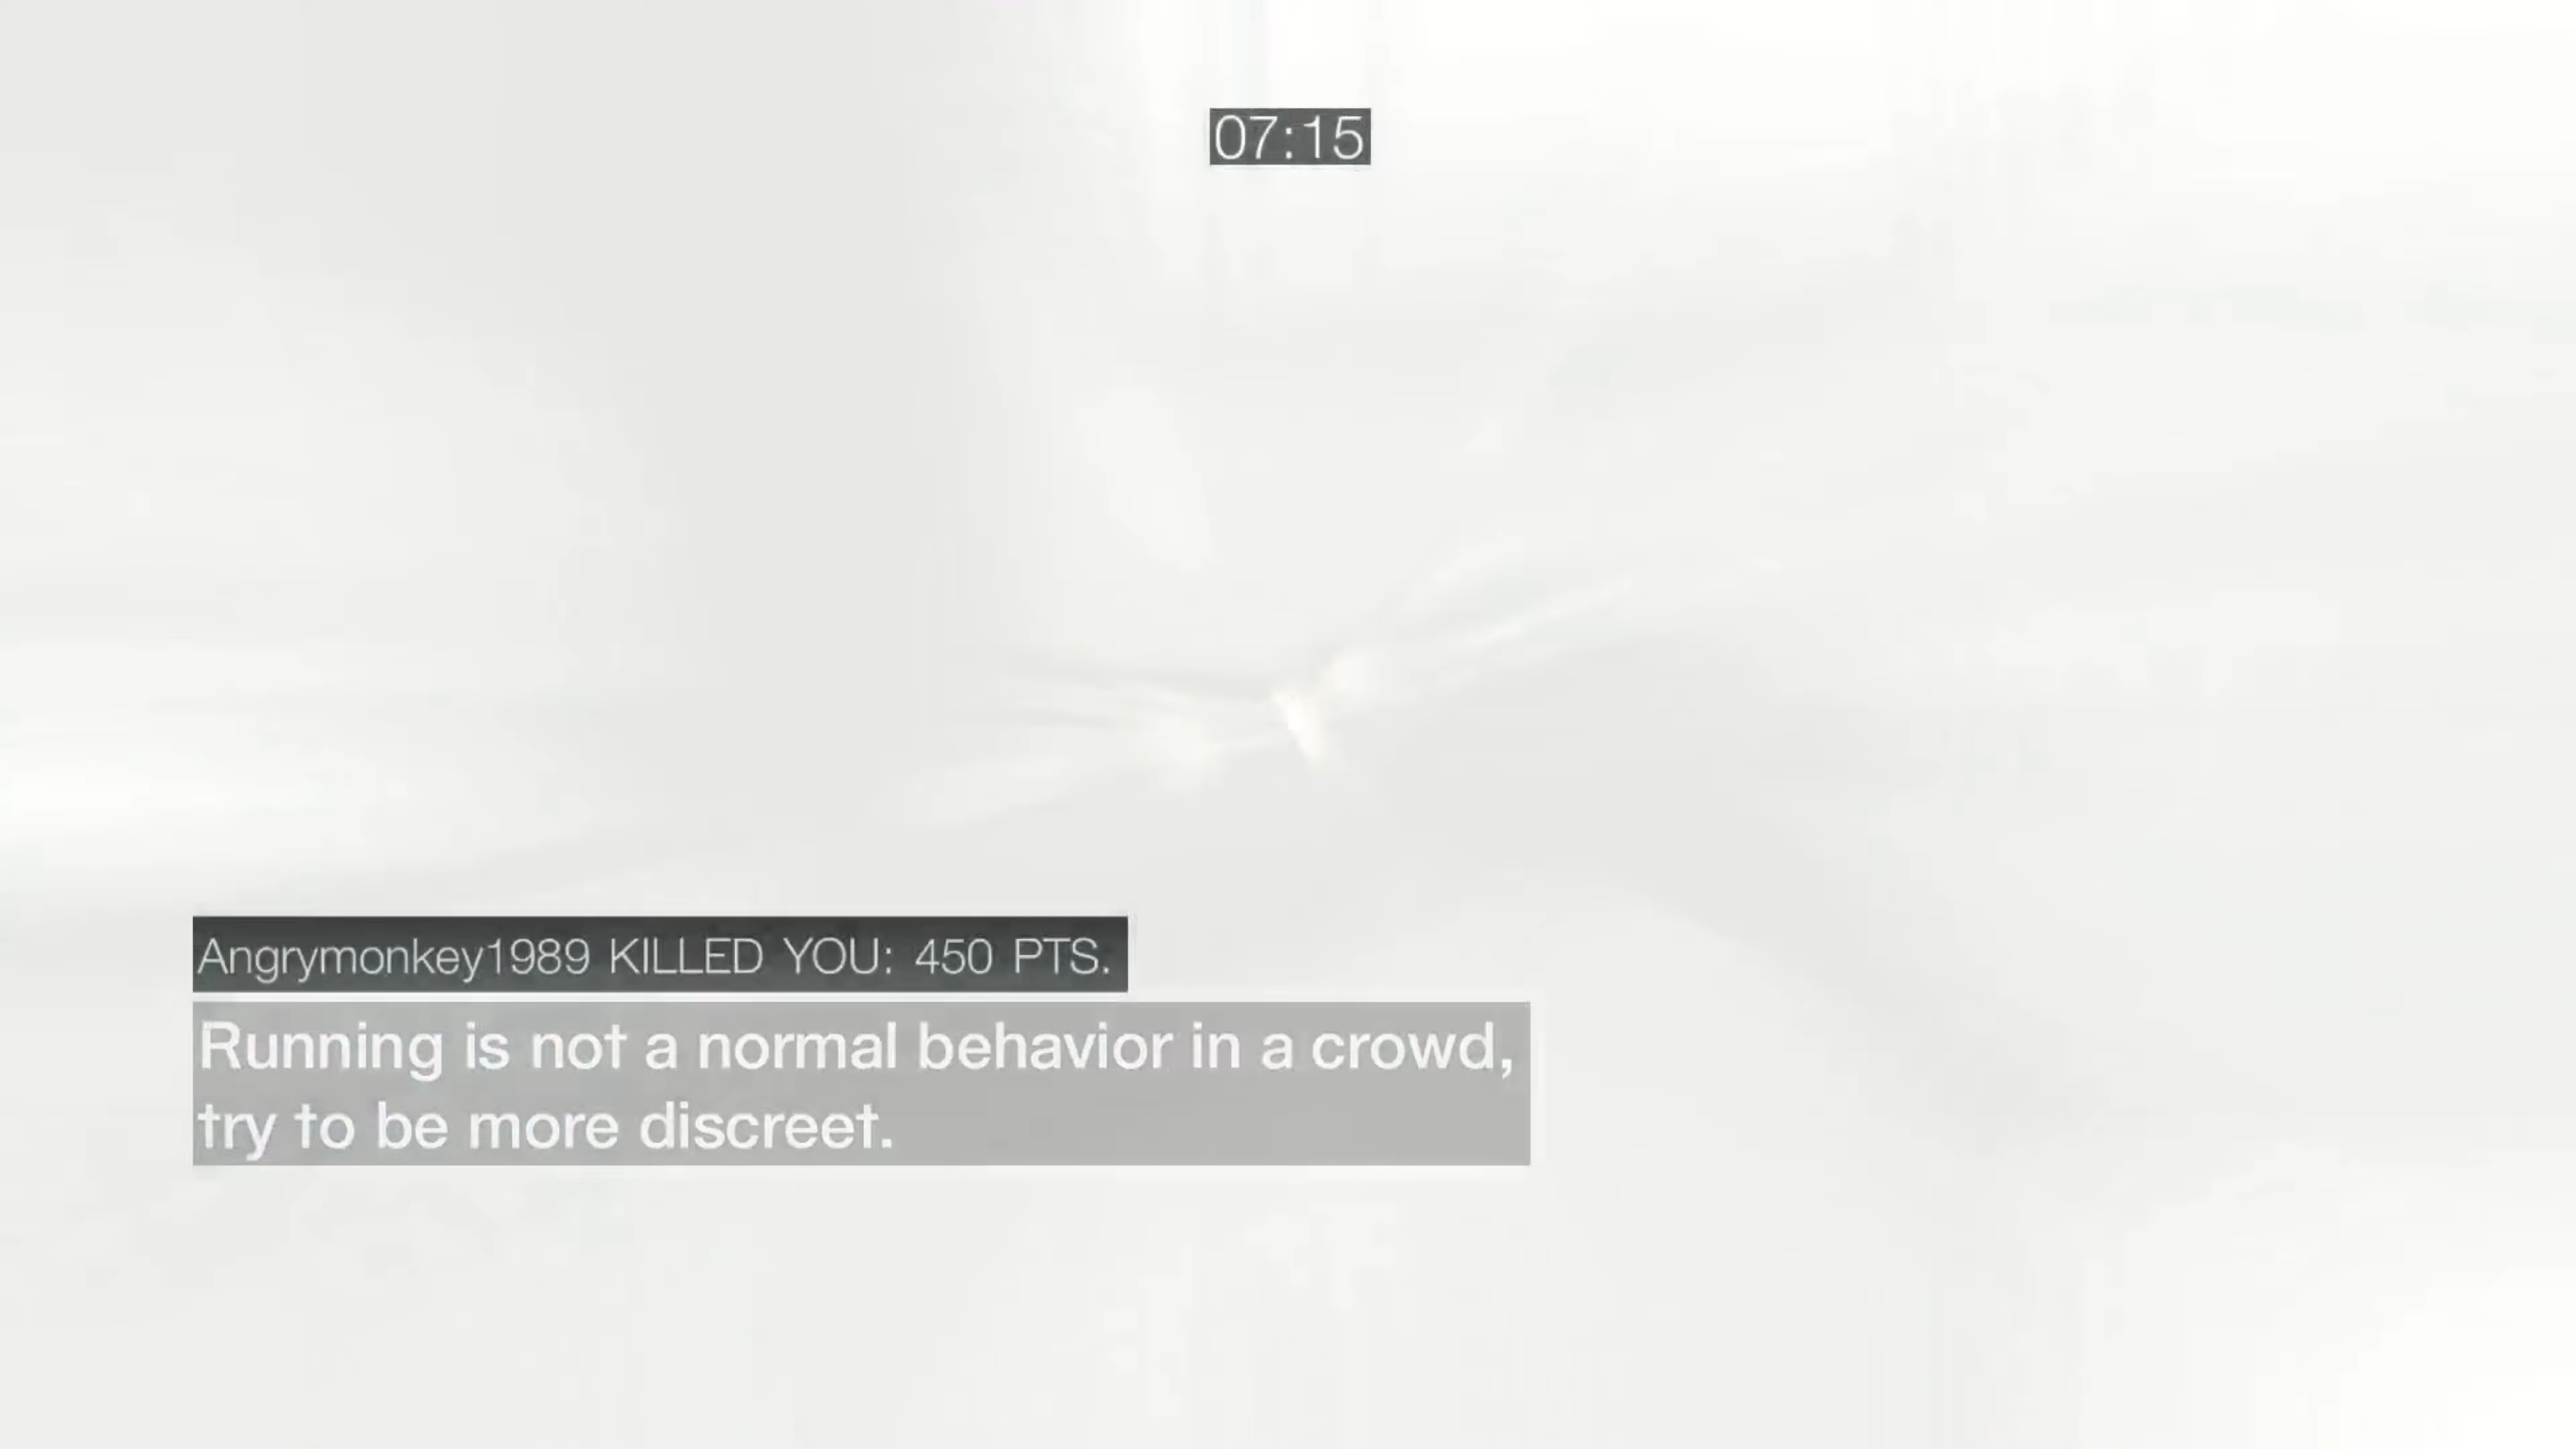 07:15
Angrymonkey1989 KILLED YOU: 450 PTS.
Running is not a normal behavior in a crowd,
try to be more discreet.